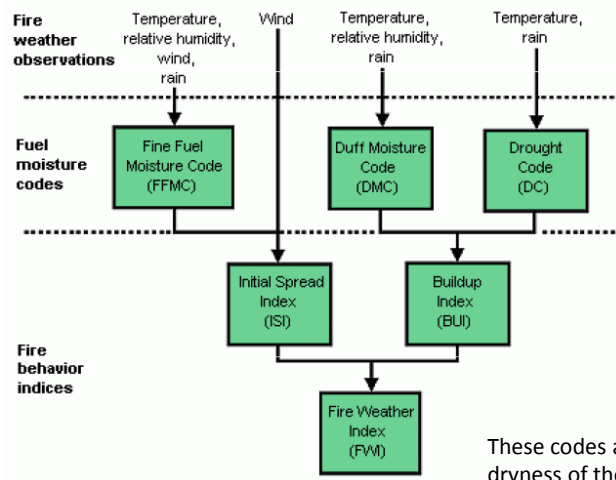 Fire
weather
observations
Temperature,
relative humidity,
wind,
rain
Wind
Temperature,
relative humidity,
rain
Temperature,
rain
Fuel
moisture
codes
Fine Fuel
Moisture Code
(FFMC)
Duff Moisture
Code
(DMC)
Drought
Code
(DC)
Fire
behavior
indices
Initial Spread
Index
(ISI)
Buildup
Index
(BUI)
Fire Weather
Index
(FWI)
These codes a
dryness of the